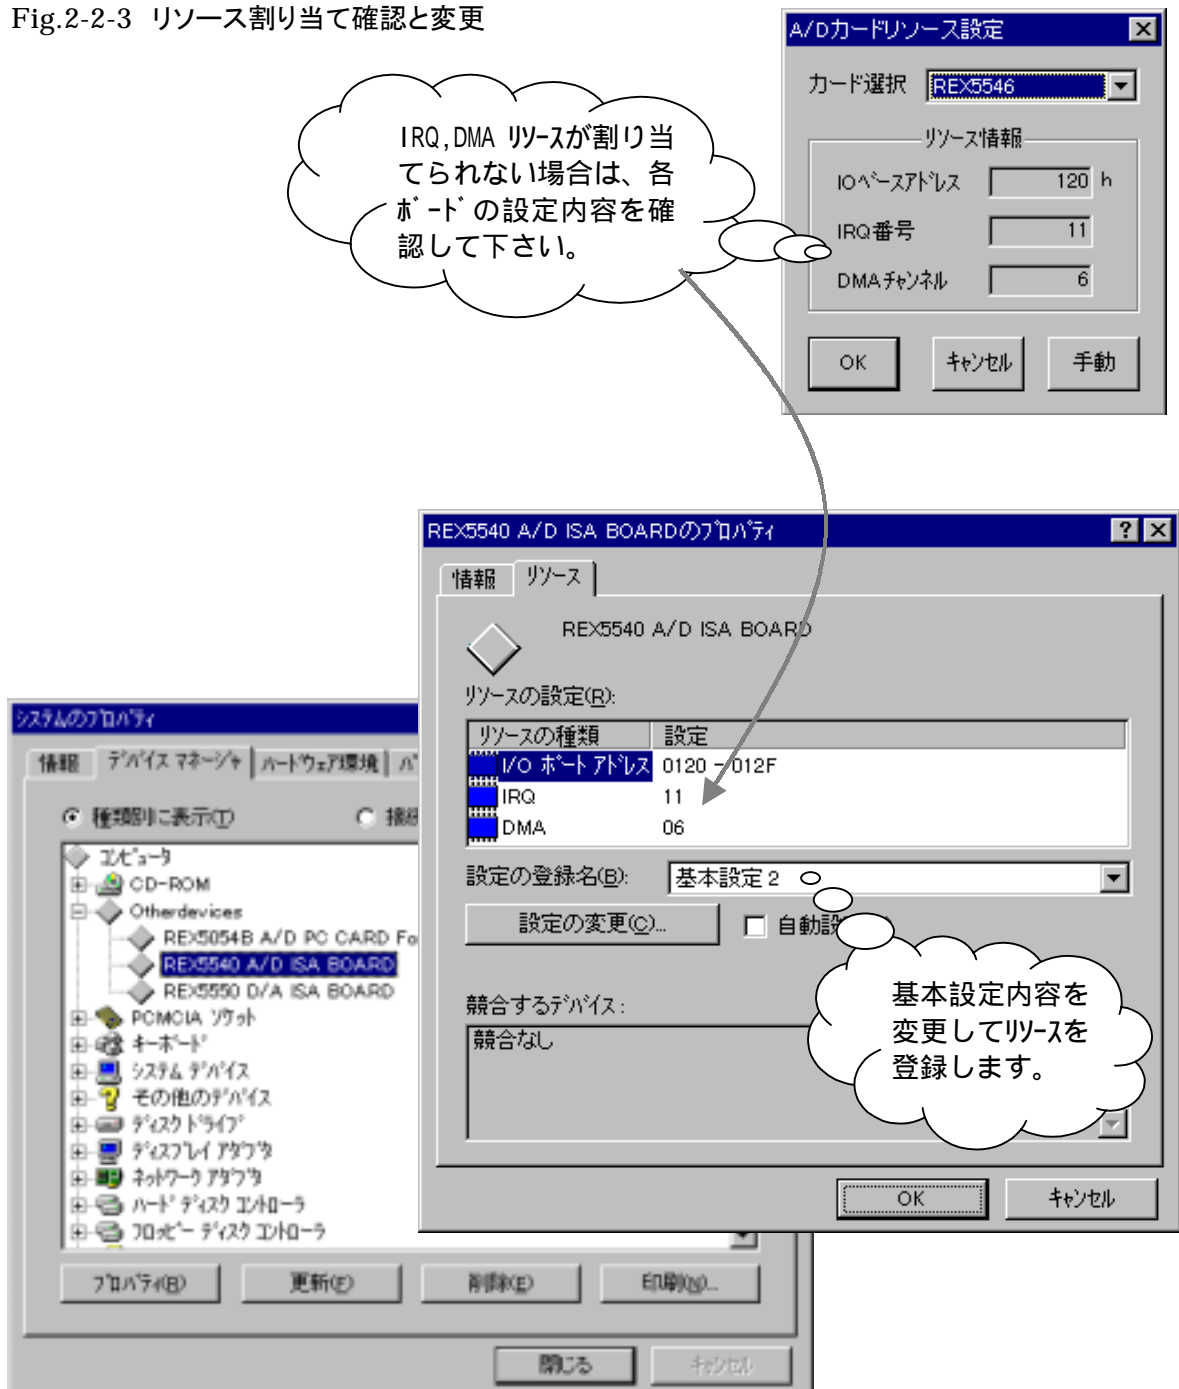 Fig.2-2-3 リソース割り当て確認と変更
A/Dカードリソース設定
カード選択 REX5546
リソース情報
IOベースアドレス 120 h
IRQ番号 11
DMAチャンネル 6
OK キャンセル 手動
IRQ,DMA リソースが割り当
てられない場合は、各
ボードの設定内容を確
認して下さい。
REX5540 A/D ISA BOARDのプロパティ
情報 リソース
REX5540 A/D ISA BOARD
リソースの設定(R):
リソースの種類 設定
I/O ポート アドレス 0120 - 012F
IRQ 11
DMA 06
設定の登録名(B): 基本設定 2
設定の変更(C)... 自動設
競合するデバイス:
競合なし
基本設定内容を
変更してリソースを
登録します。
OK キャンセル
システムのプロパティ
情報 デバイス マネージャ ハードウェア環境 パ
種類別に表示(T) 接続
コンピュータ
CD-ROM
Otherdevices
REX5054B A/D PC CARD Fo
REX5540 A/D ISA BOARD
REX5550 D/A ISA BOARD
PCMCIA ソケット
キーボード
システム デバイス
その他のデバイス
ディスク ドライブ
ディスプレイ アダプタ
ネットワーク アダプタ
ハード ディスク コントローラ
フロッピー ディスク コントローラ
プロパティ(R) 更新(F) 削除(E) 印刷(N)...
閉じる キャンセル